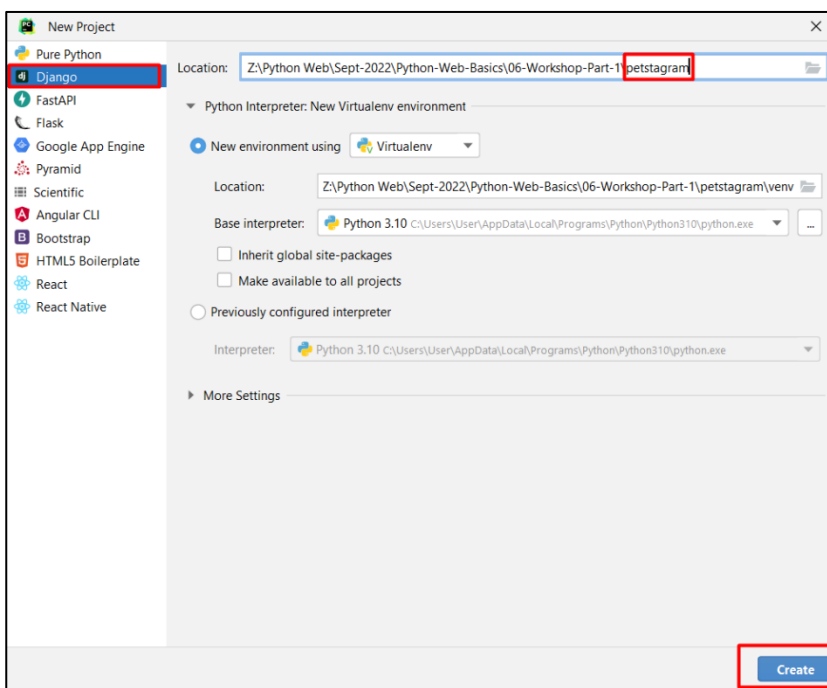 New Project
Pure Python
Django
FastAPI
Flask
Google App Engine
Pyramid
Scientific
Angular CLI
Bootstrap
HTML5 Boilerplate
React
React Native
Location: Z:\Python Web\Sept-2022\Python-Web-Basics\06-Workshop-Part-1\petstagram
Python Interpreter: New Virtualenv environment
New environment using Virtualenv
Location: Z:\Python Web\Sept-2022\Python-Web-Basics\06-Workshop-Part-1\petstagram\venv
Base interpreter: Python 3.10 C:\Users\User\AppData\Local\Programs\Python\Python310\python.exe ...
Inherit global site-packages
Make available to all projects
Previously configured interpreter
Interpreter: Python 3.10 C:\Users\User\AppData\Local\Programs\Python\Python310\python.exe
More Settings
Create